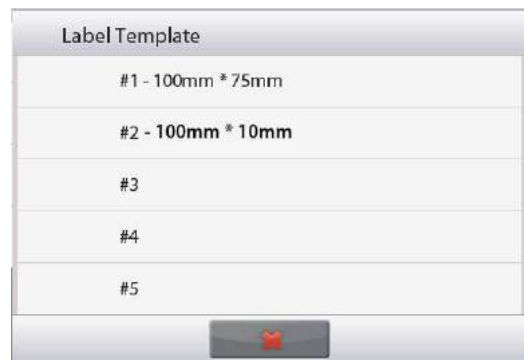 Label Template
#1 - 100mm * 75mm
#2 - 100mm * 10mm
#3
#4
#5